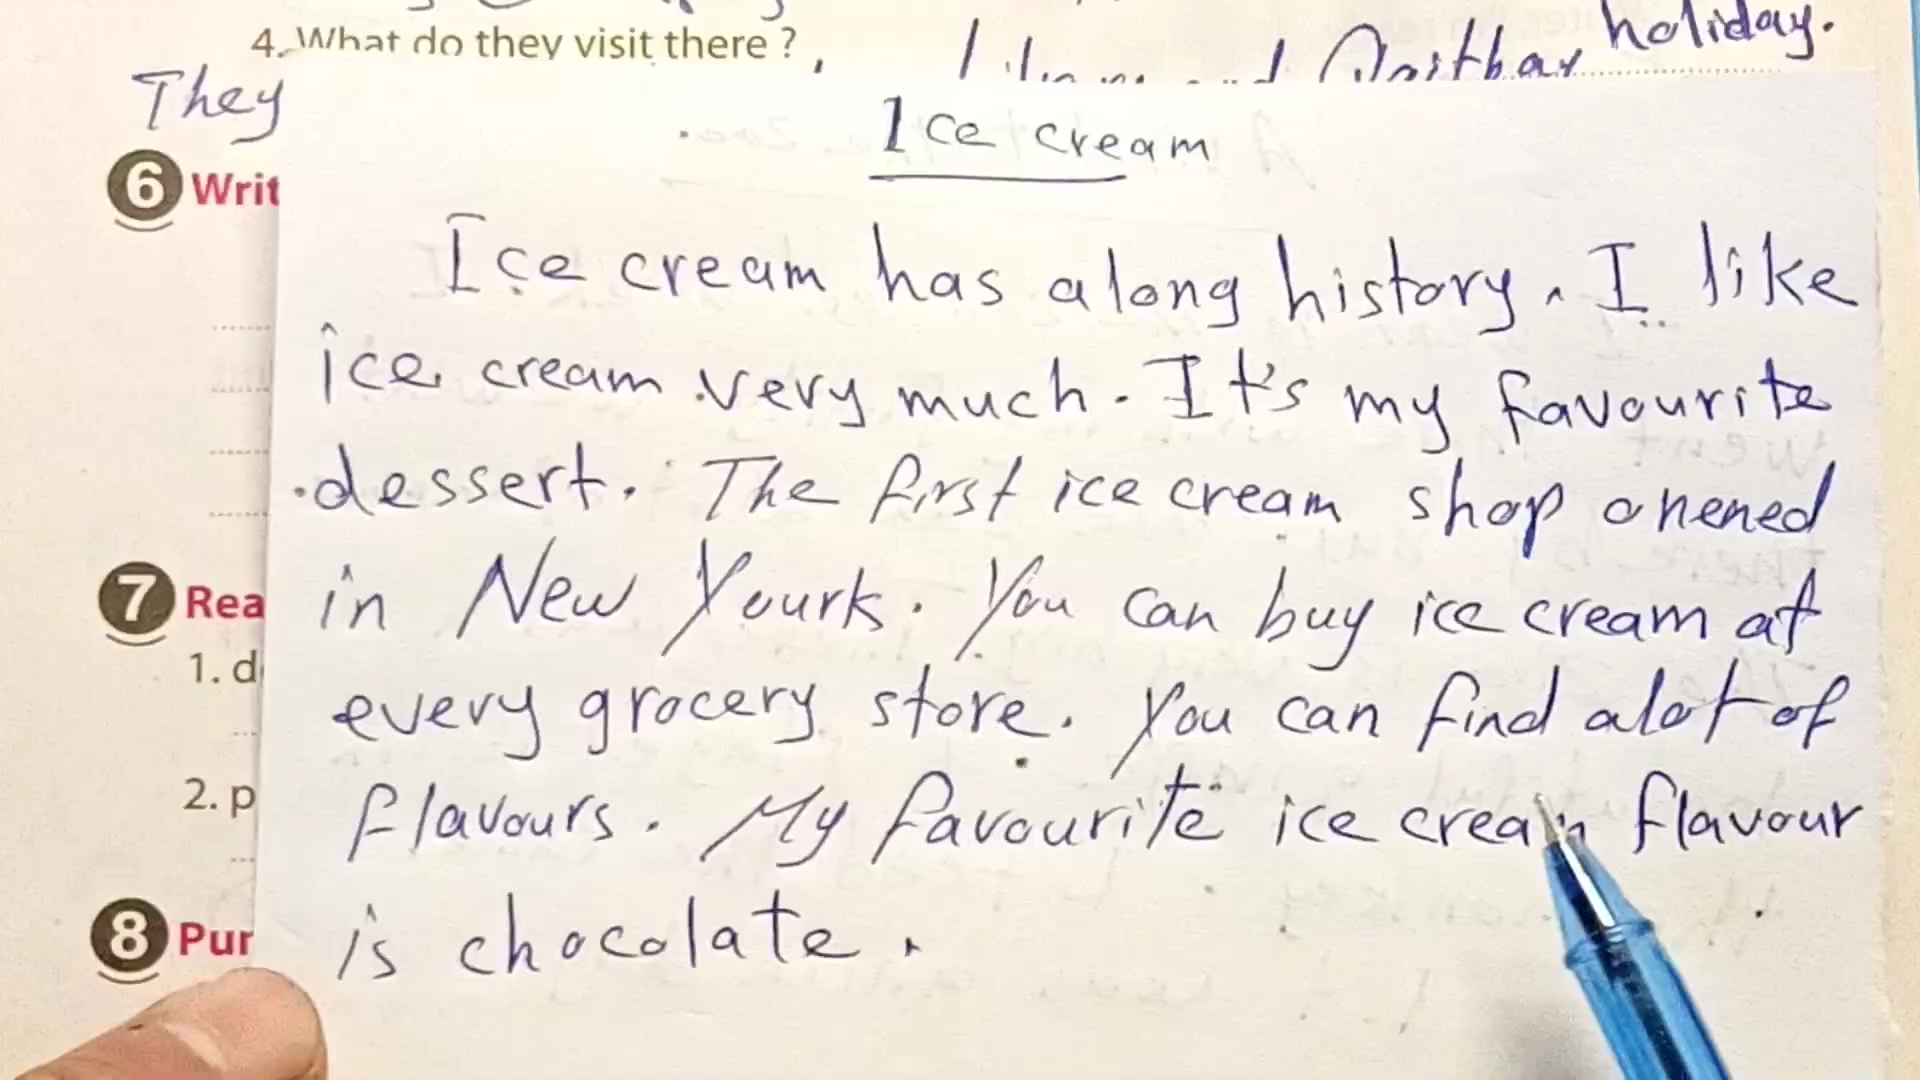 4. What do they visit there ?
holiday.
They
Ice cream
6 Writ
Ice cream has along history. I like
ice cream very much. It's my favourite
dessert. The first ice cream shop onened
7 Rea
in New Yourk. You can buy ice cream at
1. d
every grocery store. You can find alot of
2. p
flavours. My favourite ice cream flavour
8 Pur
is chocolate.